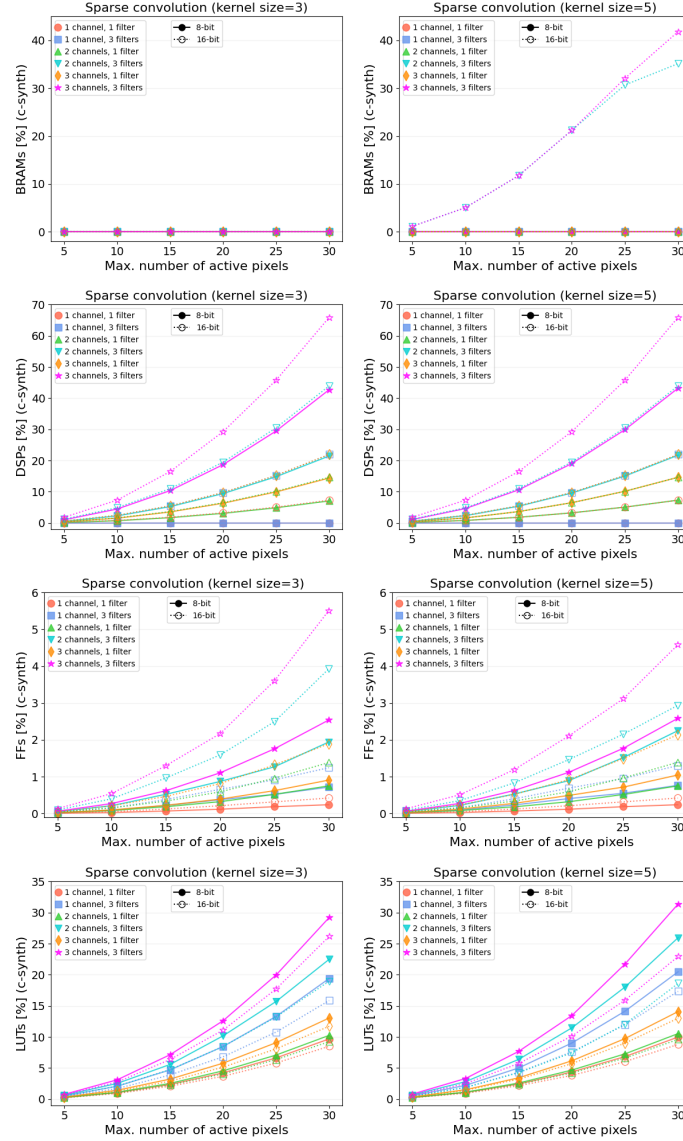 Sparse convolution (kernel size=3)
BRAMs [%] (c-synth)
40
30
20
10
0
1 channel, 1 filter
1 channel, 3 filters
2 channels, 1 filter
2 channels, 3 filters
3 channels, 1 filter
3 channels, 3 filters
8-bit
16-bit
5 10 15 20 25 30
Max. number of active pixels
Sparse convolution (kernel size=5)
BRAMs [%] (c-synth)
40
30
20
10
0
1 channel, 1 filter
1 channel, 3 filters
2 channels, 1 filter
2 channels, 3 filters
3 channels, 1 filter
3 channels, 3 filters
8-bit
16-bit
5 10 15 20 25 30
Max. number of active pixels
Sparse convolution (kernel size=3)
DSPs [%] (c-synth)
70
60
50
40
30
20
10
0
1 channel, 1 filter
1 channel, 3 filters
2 channels, 1 filter
2 channels, 3 filters
3 channels, 1 filter
3 channels, 3 filters
8-bit
16-bit
5 10 15 20 25 30
Max. number of active pixels
Sparse convolution (kernel size=5)
DSPs [%] (c-synth)
70
60
50
40
30
20
10
0
1 channel, 1 filter
1 channel, 3 filters
2 channels, 1 filter
2 channels, 3 filters
3 channels, 1 filter
3 channels, 3 filters
8-bit
16-bit
5 10 15 20 25 30
Max. number of active pixels
Sparse convolution (kernel size=3)
FFs [%] (c-synth)
6
5
4
3
2
1
0
1 channel, 1 filter
1 channel, 3 filters
2 channels, 1 filter
2 channels, 3 filters
3 channels, 1 filter
3 channels, 3 filters
8-bit
16-bit
5 10 15 20 25 30
Max. number of active pixels
Sparse convolution (kernel size=5)
FFs [%] (c-synth)
6
5
4
3
2
1
0
1 channel, 1 filter
1 channel, 3 filters
2 channels, 1 filter
2 channels, 3 filters
3 channels, 1 filter
3 channels, 3 filters
8-bit
16-bit
5 10 15 20 25 30
Max. number of active pixels
Sparse convolution (kernel size=3)
LUTs [%] (c-synth)
35
30
25
20
15
10
5
0
1 channel, 1 filter
1 channel, 3 filters
2 channels, 1 filter
2 channels, 3 filters
3 channels, 1 filter
3 channels, 3 filters
8-bit
16-bit
5 10 15 20 25 30
Max. number of active pixels
Sparse convolution (kernel size=5)
LUTs [%] (c-synth)
35
30
25
20
15
10
5
0
1 channel, 1 filter
1 channel, 3 filters
2 channels, 1 filter
2 channels, 3 filters
3 channels, 1 filter
3 channels, 3 filters
8-bit
16-bit
5 10 15 20 25 30
Max. number of active pixels